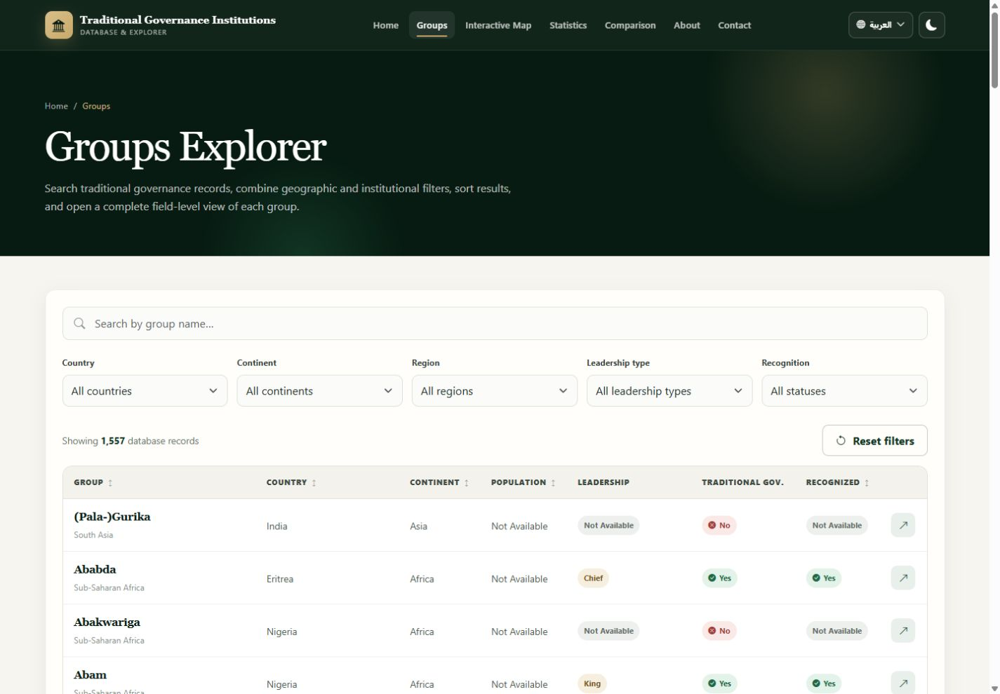 Traditional Governance Institutions
DATABASE & EXPLORER
Home Groups Interactive Map Statistics Comparison About Contact
العربية
Home / Groups
Groups Explorer
Search traditional governance records, combine geographic and institutional filters, sort results,
and open a complete field-level view of each group.
Search by group name...
Country Continent Region Leadership type Recognition
All countries All continents All regions All leadership types All statuses
Showing 1,557 database records
Reset filters
GROUP COUNTRY CONTINENT POPULATION LEADERSHIP TRADITIONAL GOV. RECOGNIZED
(Pala-)Gurika
South Asia
India Asia Not Available Not Available No Not Available
Ababda
Sub-Saharan Africa
Eritrea Africa Not Available Chief Yes Yes
Abakwariga
Sub-Saharan Africa
Nigeria Africa Not Available Not Available No Not Available
Abam
Sub-Saharan Africa
Nigeria Africa Not Available King Yes Yes